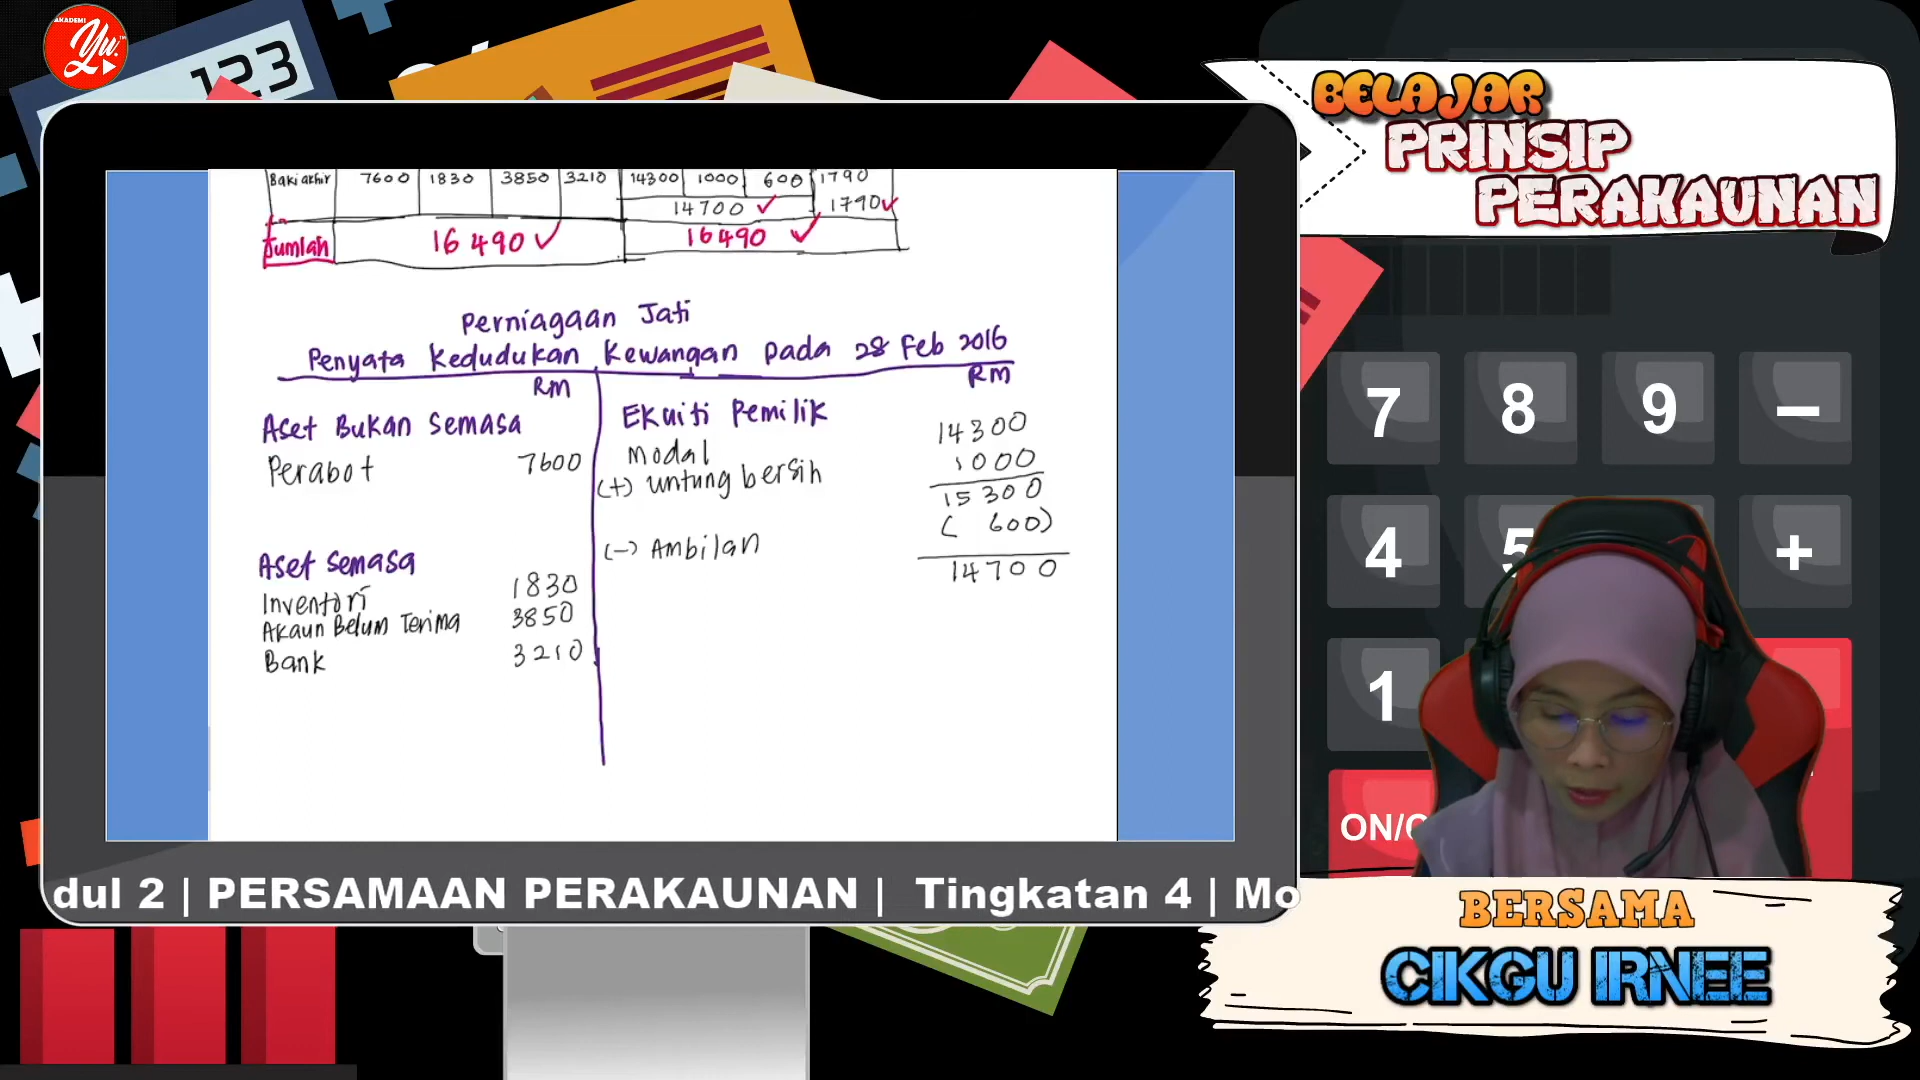 AKADEMI
Yu
123
BELAJAR
PRINSIP
PERAKAUNAN
Baki akhir 7600 1830 3850 3210 14300 1000 600 1790
14700 ✓ 1790 ✓
Jumlah 16 490 ✓ 16490 ✓
Perniagaan Jati
Penyata Kedudukan Kewangan pada 28 Feb 2016
RM RM
Aset Bukan Semasa
Perabot 7600
Aset Semasa
Inventori 1830
Akaun Belum Terima 3850
Bank 3210
Ekuiti Pemilik
Modal 14300
(+) untung bersih 1000
15300
(-) Ambilan (600)
14700
7 8 9 –
4 5 +
1
ON/C
dul 2 | PERSAMAAN PERAKAUNAN | Tingkatan 4 | Mo
BERSAMA
CIKGU IRNEE